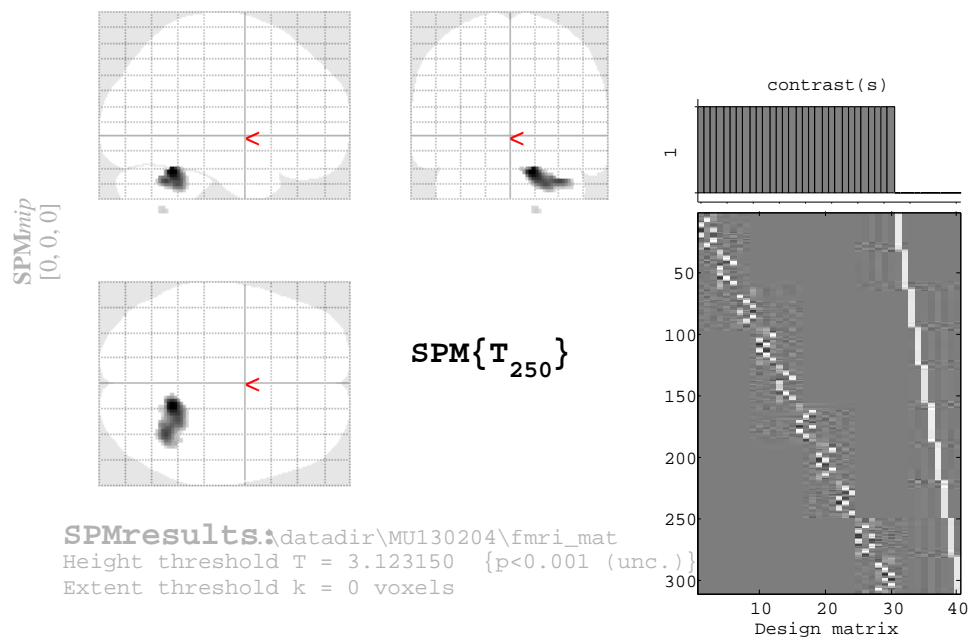 <
<
SPMmip
[0, 0, 0]
<
SPM{T_250}
SPMresults:.\datadir\MU130204\fmri_mat
Height threshold T = 3.123150 {p<0.001 (unc.)}
Extent threshold k = 0 voxels
contrast(s)
1
50
100
150
200
250
300
10 20 30 40
Design matrix